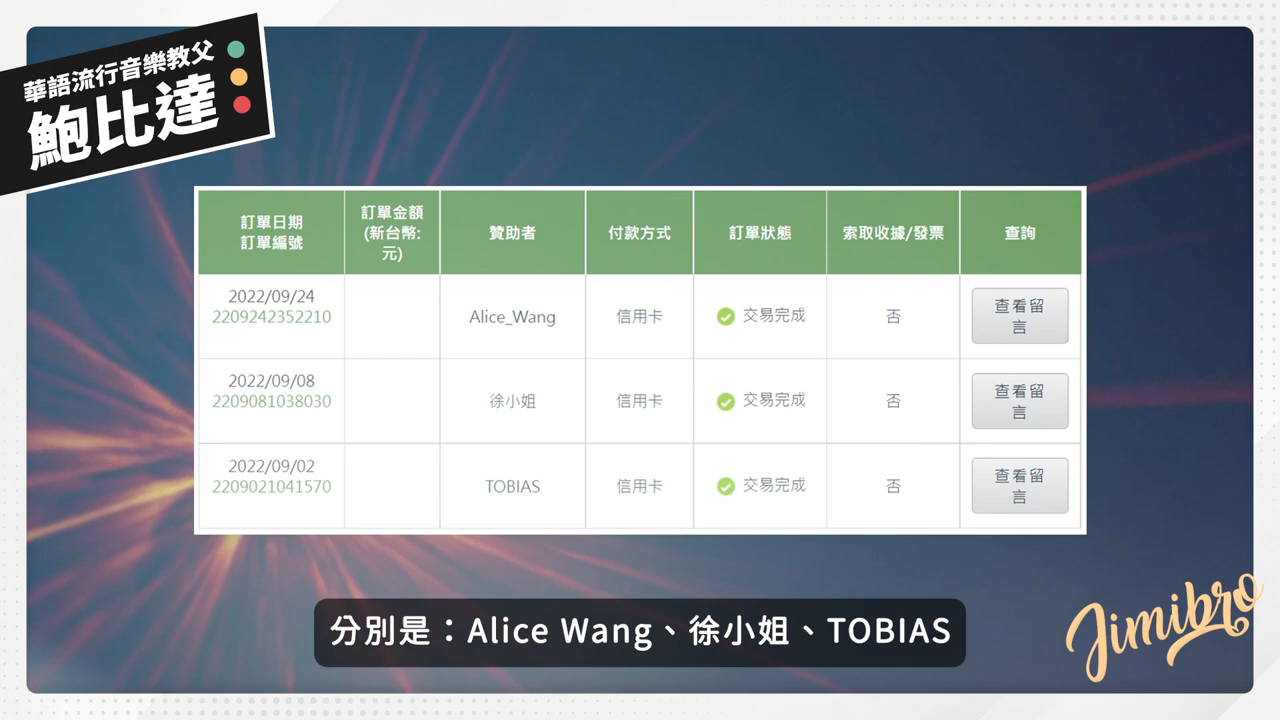 華語流行音樂教父
鮑比達
訂單日期
訂單編號
訂單金額
(新台幣:
元)
贊助者
付款方式
訂單狀態
索取收據/發票
查詢
2022/09/24
2209242352210
Alice_Wang
信用卡
交易完成
否
查看留
言
2022/09/08
2209081038030
徐小姐
信用卡
交易完成
否
查看留
言
2022/09/02
2209021041570
TOBIAS
信用卡
交易完成
否
查看留
言
分別是：Alice Wang、徐小姐、TOBIAS
Jimibro